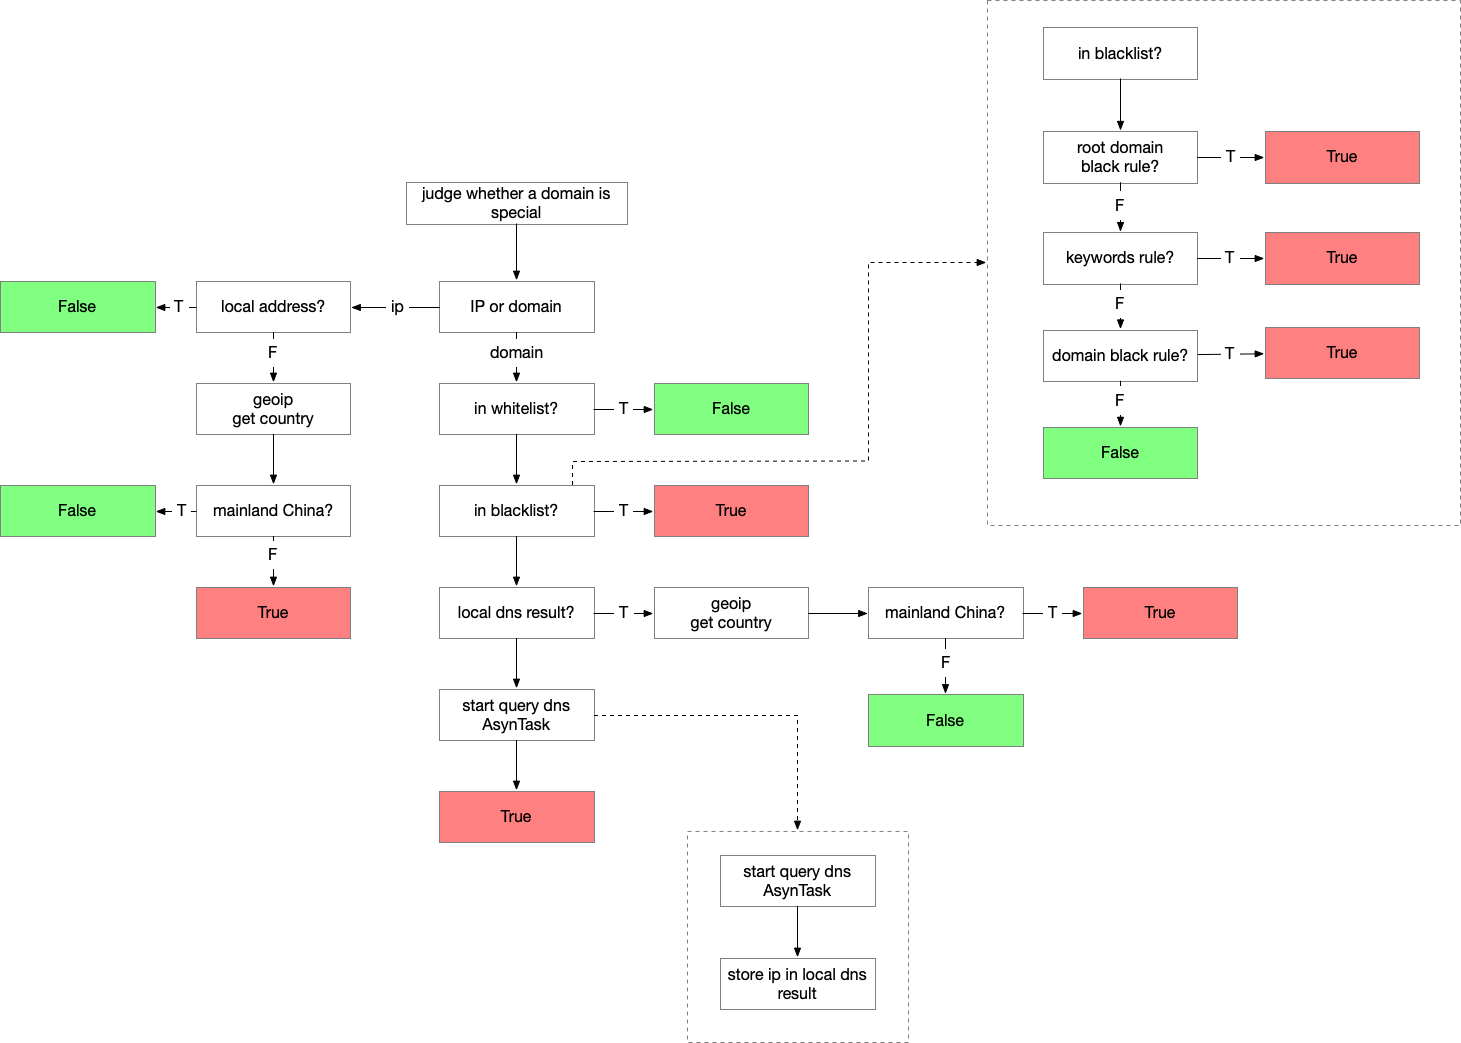 in blacklist?
root domain
black rule?
T
True
F
keywords rule?
T
True
F
domain black rule?
T
True
F
False
judge whether a domain is
special
False
T
local address?
ip
IP or domain
F
domain
geoip
get country
in whitelist?
T
False
False
T
mainland China?
in blacklist?
T
True
F
True
local dns result?
T
geoip
get country
mainland China?
T
True
F
False
start query dns
AsynTask
True
start query dns
AsynTask
store ip in local dns
result